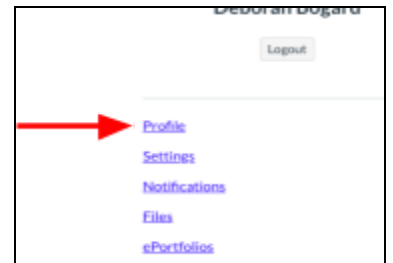 Deborah Bogard
Logout
Profile
Settings
Notifications
Files
ePortfolios